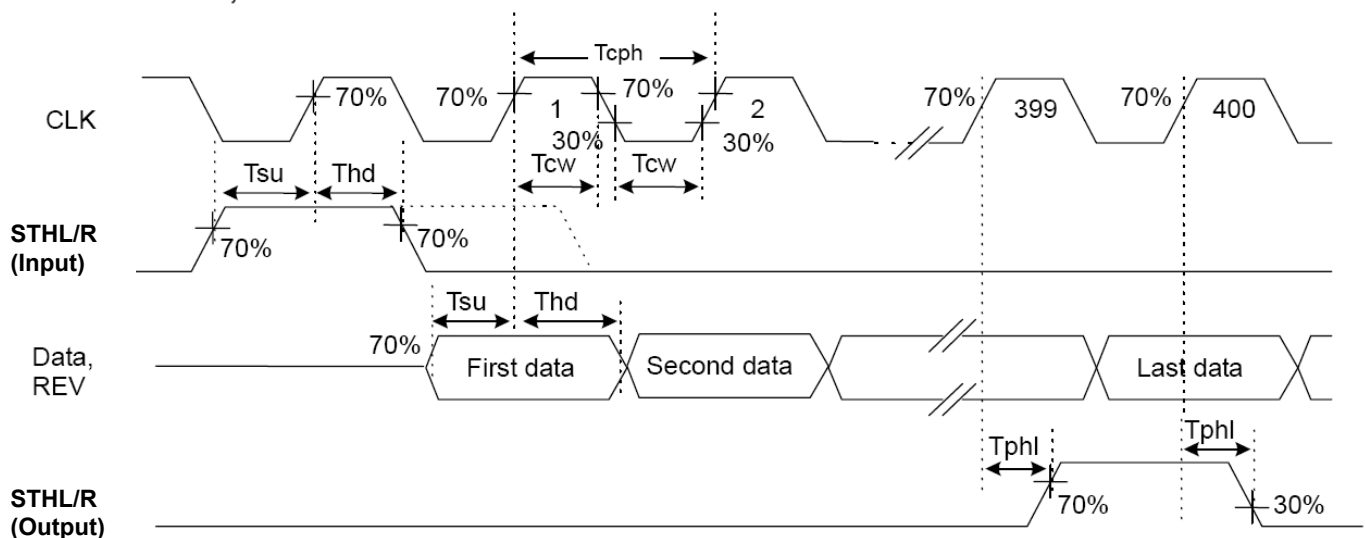 Tcph
CLK
70%
70%
1
70%
30%
2
30%
70%
399
70%
400
Tsu
Thd
Tcw
Tcw
STHL/R
(Input)
70%
70%
Tsu
Thd
Data,
REV
70%
First data
Second data
Last data
Tphl
Tphl
STHL/R
(Output)
70%
30%